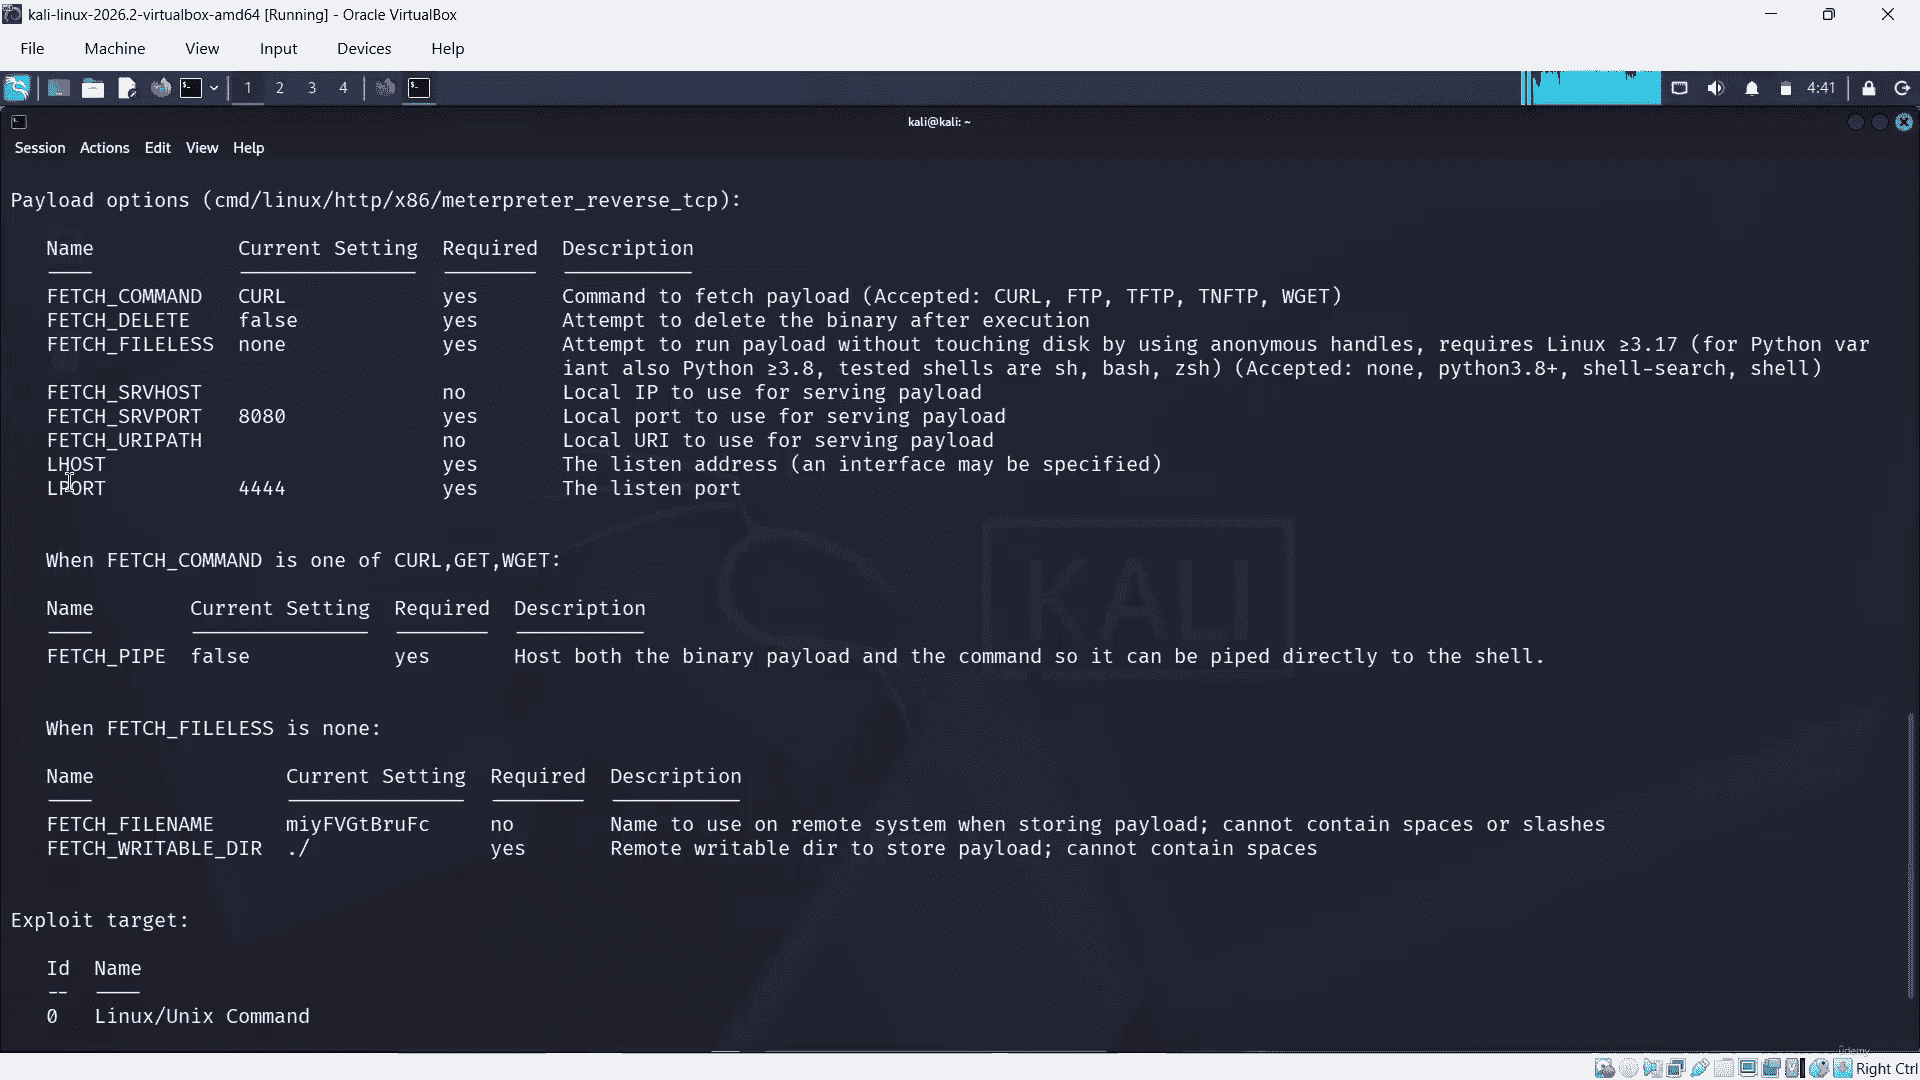 kali-linux-2026.2-virtualbox-amd64 [Running] - Oracle VirtualBox
File Machine View Input Devices Help
1 2 3 4 4:41
kali@kali: ~
Session Actions Edit View Help
Payload options (cmd/linux/http/x86/meterpreter_reverse_tcp):
Name Current Setting Required Description
FETCH_COMMAND CURL yes Command to fetch payload (Accepted: CURL, FTP, TFTP, TNFTP, WGET)
FETCH_DELETE false yes Attempt to delete the binary after execution
FETCH_FILELESS none yes Attempt to run payload without touching disk by using anonymous handles, requires Linux ≥3.17 (for Python var
iant also Python ≥3.8, tested shells are sh, bash, zsh) (Accepted: none, python3.8+, shell-search, shell)
FETCH_SRVHOST no Local IP to use for serving payload
FETCH_SRVPORT 8080 yes Local port to use for serving payload
FETCH_URIPATH no Local URI to use for serving payload
LHOST yes The listen address (an interface may be specified)
LPORT 4444 yes The listen port
When FETCH_COMMAND is one of CURL,GET,WGET:
Name Current Setting Required Description
FETCH_PIPE false yes Host both the binary payload and the command so it can be piped directly to the shell.
KALI
When FETCH_FILELESS is none:
Name Current Setting Required Description
FETCH_FILENAME miyFVGtBruFc no Name to use on remote system when storing payload; cannot contain spaces or slashes
FETCH_WRITABLE_DIR ./ yes Remote writable dir to store payload; cannot contain spaces
Exploit target:
Id Name
-- ----
0 Linux/Unix Command
udemy
Right Ctrl